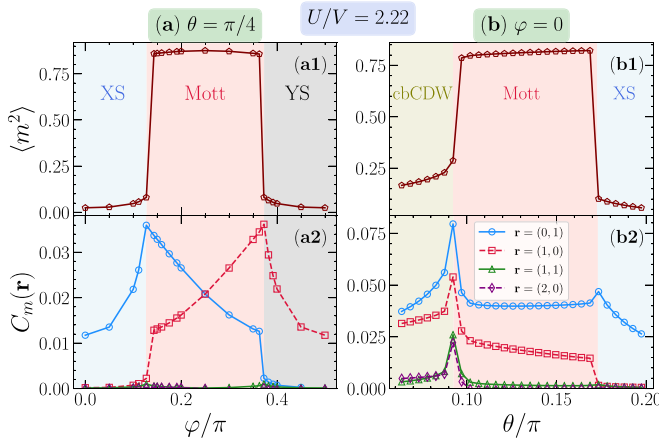 U/V = 2.22
(a) θ = π/4
(b) φ = 0
(a1)
XS
Mott
YS
⟨m²⟩
0.75
0.50
0.25
0.00
(b1)
cbCDW
Mott
XS
0.75
0.50
0.25
(a2)
C_m(r)
0.03
0.02
0.01
0.00
0.0
0.2
0.4
φ/π
(b2)
r = (0, 1)
r = (1, 0)
r = (1, 1)
r = (2, 0)
0.075
0.050
0.025
0.000
0.10
0.15
0.20
θ/π